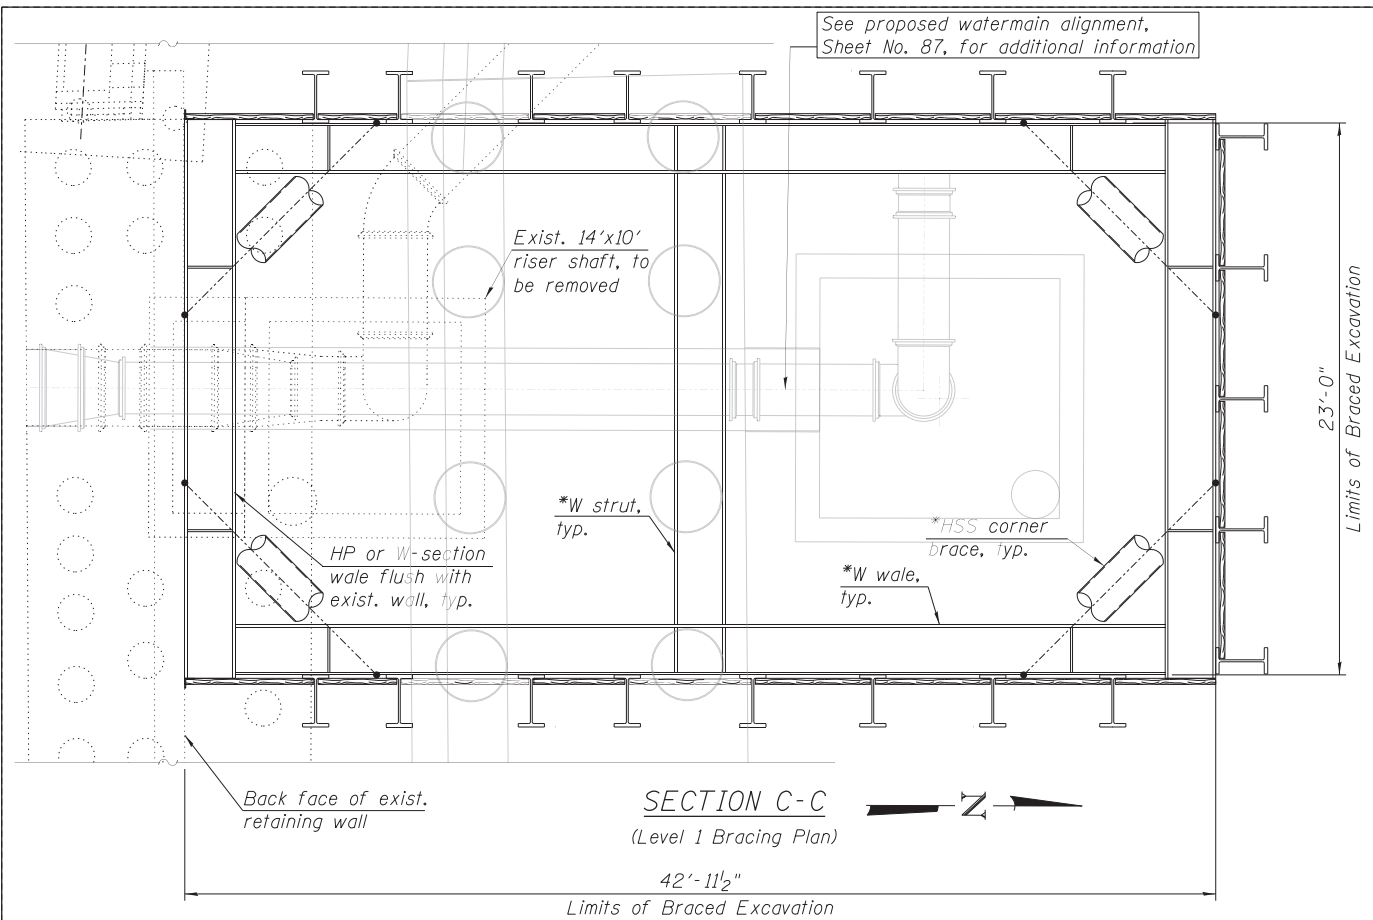 See proposed watermain alignment,
Sheet No. 87, for additional information
Exist. 14'x10'
riser shaft, to
be removed
23'-0"
Limits of Braced Excavation
*W strut,
typ.
*HSS corner
brace, typ.
HP or W-section
wale flush with
exist. wall, typ.
*W wale,
typ.
Back face of exist.
retaining wall
SECTION C-C
(Level 1 Bracing Plan)
N
42'-11½"
Limits of Braced Excavation